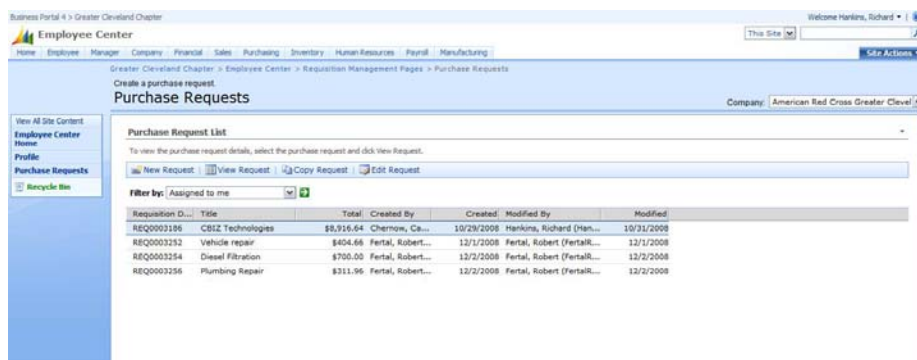 Business Portal 4 > Greater Cleveland Chapter Welcome Hankins, Richard
Employee Center This Site
Home Employee Manager Company Financial Sales Purchasing Inventory Human Resources Payroll Manufacturing Site Actions
Greater Cleveland Chapter > Employee Center > Requisition Management Pages > Purchase Requests
Create a purchase request.
Purchase Requests
Company: American Red Cross Greater Clevel
View All Site Content
Employee Center Home
Profile
Purchase Requests
Recycle Bin
Purchase Request List
To view the purchase request details, select the purchase request and click View Request.
New Request | View Request | Copy Request | Edit Request
Filter by: Assigned to me
Requisition D... Title Total Created By Created Modified By Modified
REQ0003186 CBIZ Technologies $8,916.64 Chernow, Ca... 10/29/2008 Hankins, Richard (Han... 10/31/2008
REQ0003252 Vehicle repair $404.66 Fertal, Robert... 12/1/2008 Fertal, Robert (FertalR... 12/1/2008
REQ0003254 Diesel Filtration $700.00 Fertal, Robert... 12/2/2008 Fertal, Robert (FertalR... 12/2/2008
REQ0003256 Plumbing Repair $311.96 Fertal, Robert... 12/2/2008 Fertal, Robert (FertalR... 12/2/2008